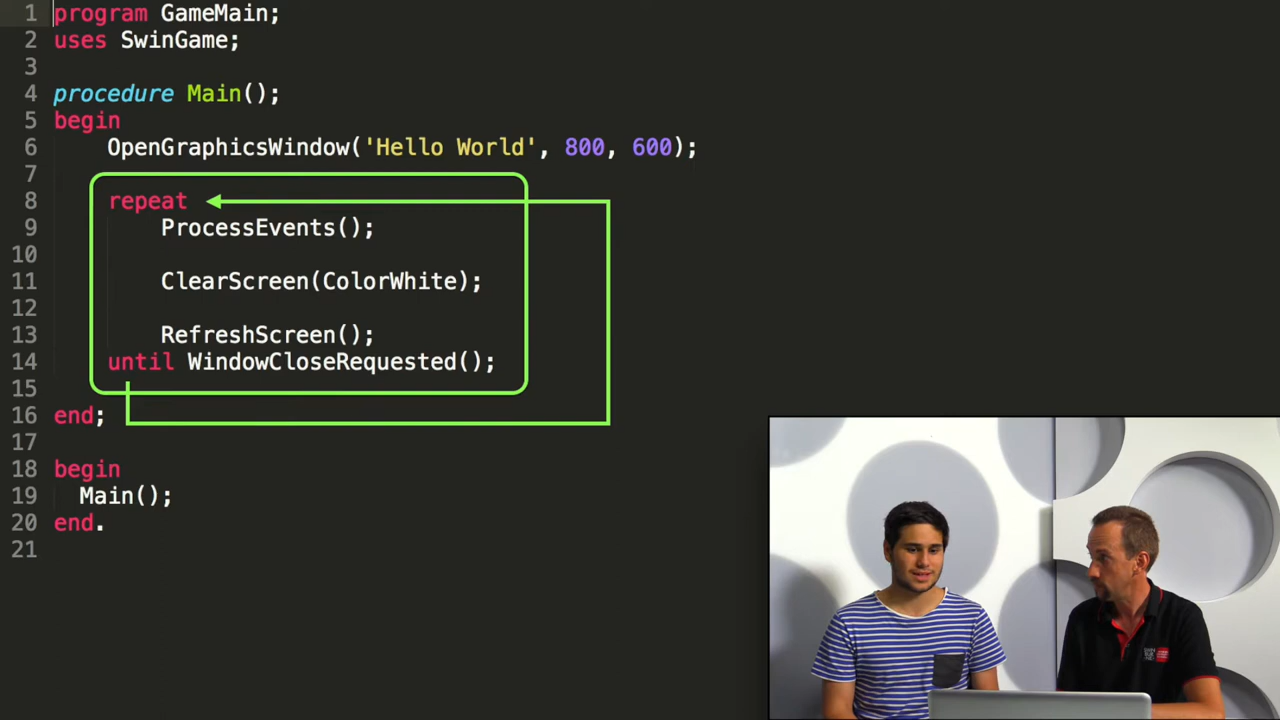 1 program GameMain;
2 uses SwinGame;
3
4 procedure Main();
5 begin
6 OpenGraphicsWindow('Hello World', 800, 600);
7
8 repeat
9 ProcessEvents();
10
11 ClearScreen(ColorWhite);
12
13 RefreshScreen();
14 until WindowCloseRequested();
15
16 end;
17
18 begin
19 Main();
20 end.
21